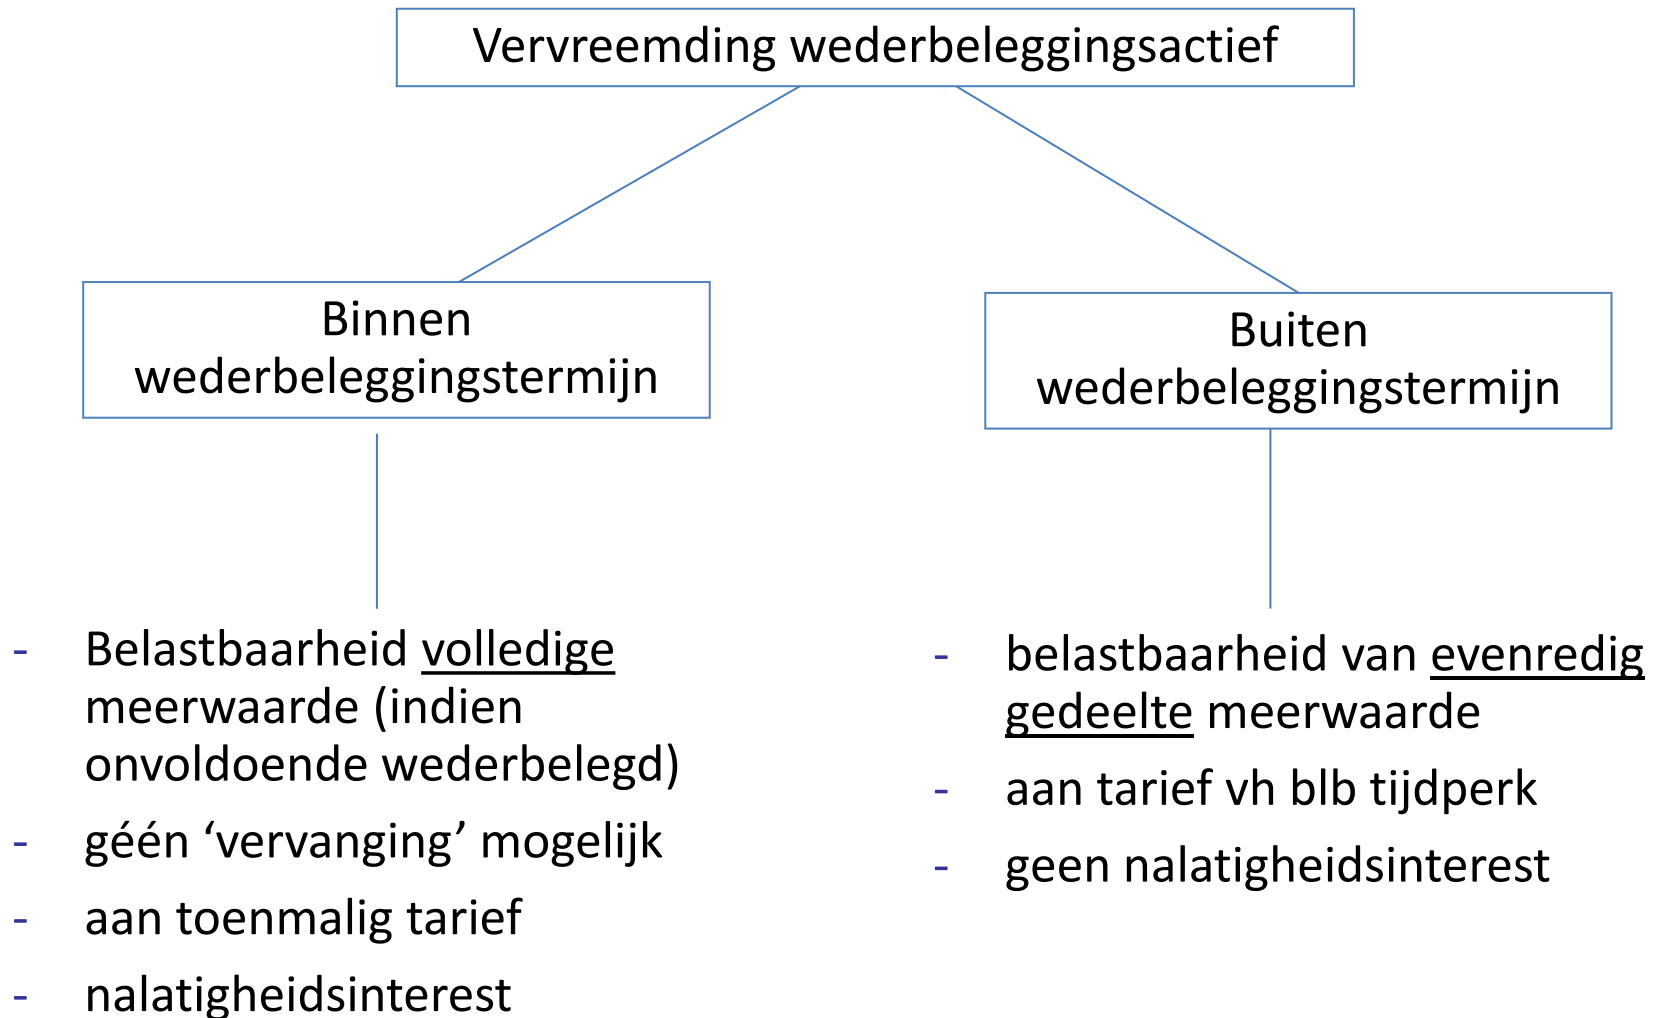 Vervreemding wederbeleggingsactief
Binnen
wederbeleggingstermijn
Buiten
wederbeleggingstermijn
- Belastbaarheid volledige
meerwaarde (indien
onvoldoende wederbelegd)
- géén ‘vervanging’ mogelijk
- aan toenmalig tarief
- nalatigheidsinterest
- belastbaarheid van evenredig
gedeelte meerwaarde
- aan tarief vh blb tijdperk
- geen nalatigheidsinterest